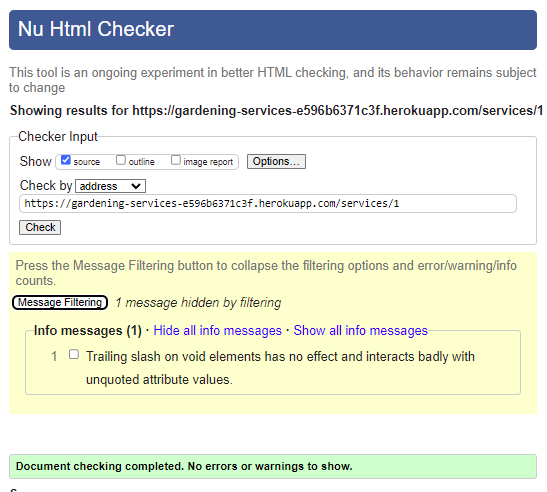 Nu Html Checker
This tool is an ongoing experiment in better HTML checking, and its behavior remains subject
to change
Showing results for https://gardening-services-e596b6371c3f.herokuapp.com/services/1
Checker Input
Show source outline image report Options...
Check by address
https://gardening-services-e596b6371c3f.herokuapp.com/services/1
Check
Press the Message Filtering button to collapse the filtering options and error/warning/info
counts.
Message Filtering 1 message hidden by filtering
Info messages (1) · Hide all info messages · Show all info messages
1 Trailing slash on void elements has no effect and interacts badly with
unquoted attribute values.
Document checking completed. No errors or warnings to show.